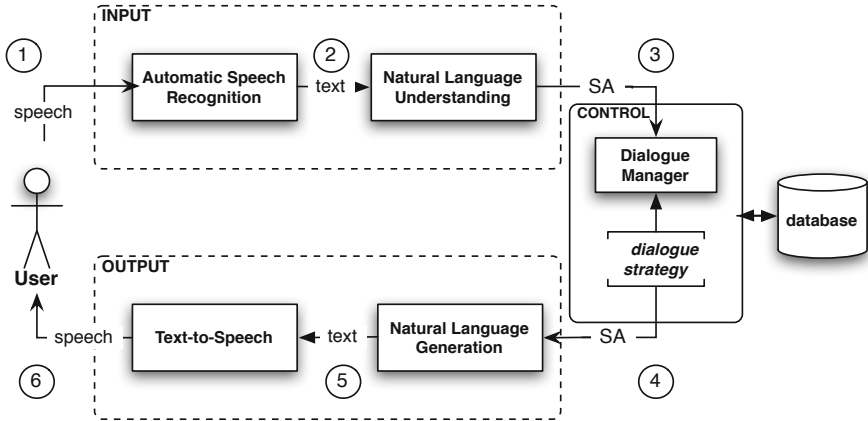 INPUT
1
2
3
Automatic Speech
Recognition
text
Natural Language
Understanding
SA
speech
CONTROL
Dialogue
Manager
database
dialogue
strategy
User
OUTPUT
speech
Text-to-Speech
text
Natural Language
Generation
SA
6
5
4